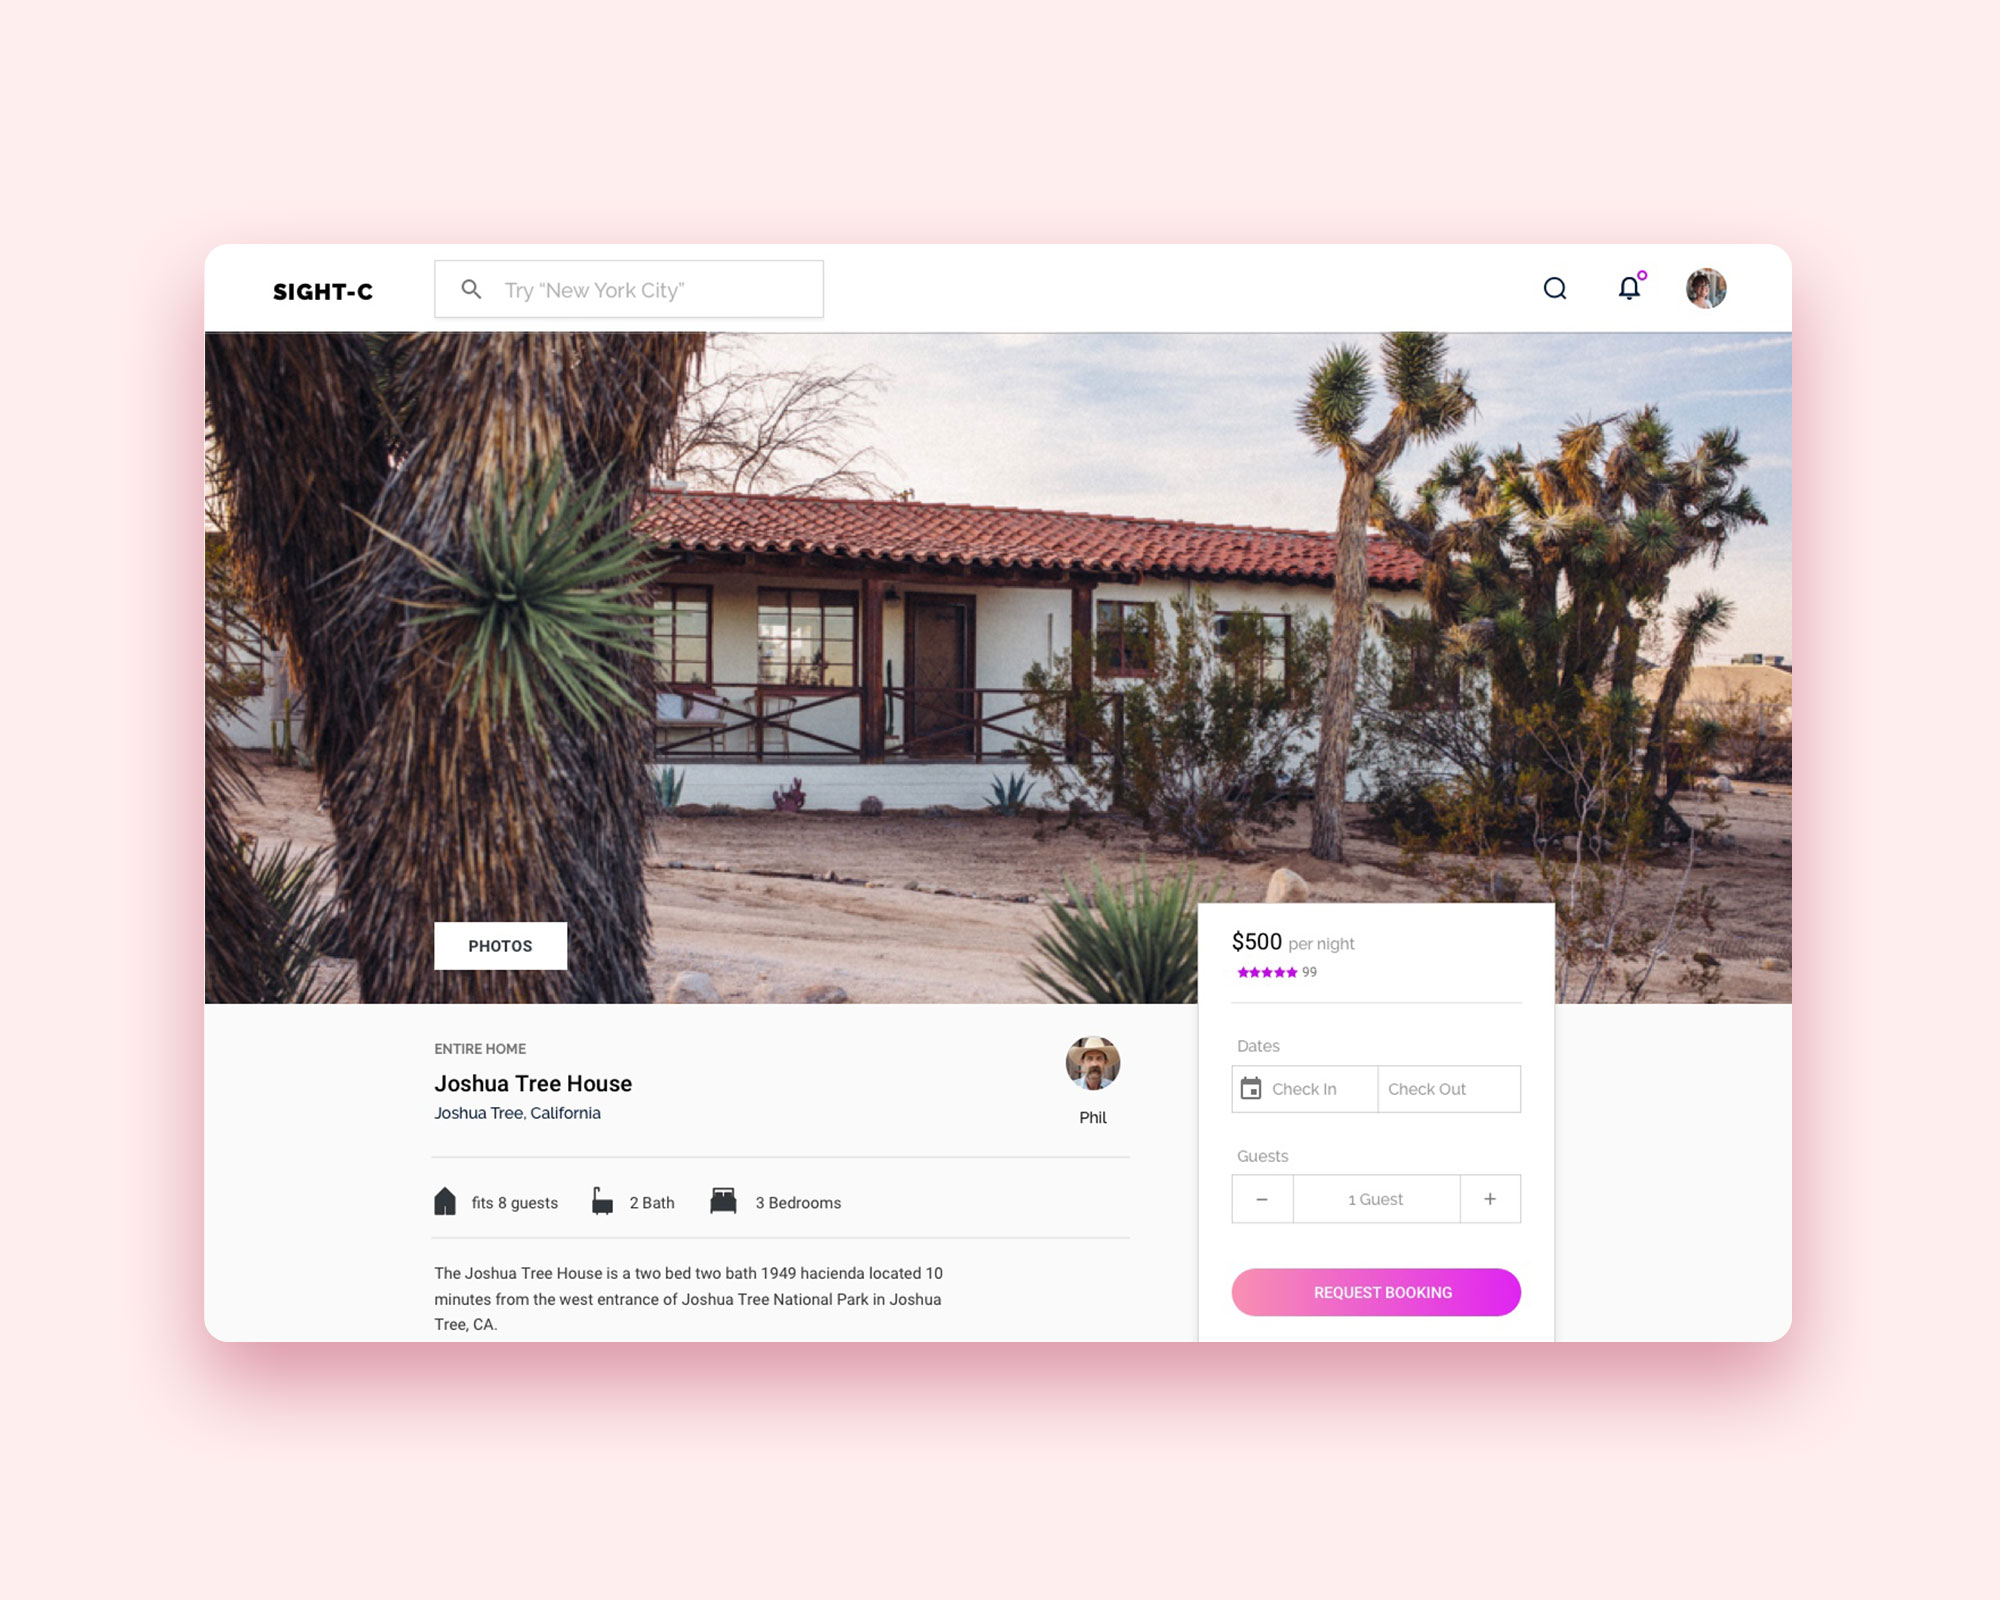 SIGHT-C
Try “New York City”
PHOTOS
$500 per night
99
ENTIRE HOME
Joshua Tree House
Joshua Tree, California
Phil
fits 8 guests
2 Bath
3 Bedrooms
The Joshua Tree House is a two bed two bath 1949 hacienda located 10
minutes from the west entrance of Joshua Tree National Park in Joshua
Tree, CA.
Dates
Check In
Check Out
Guests
− 1 Guest +
REQUEST BOOKING